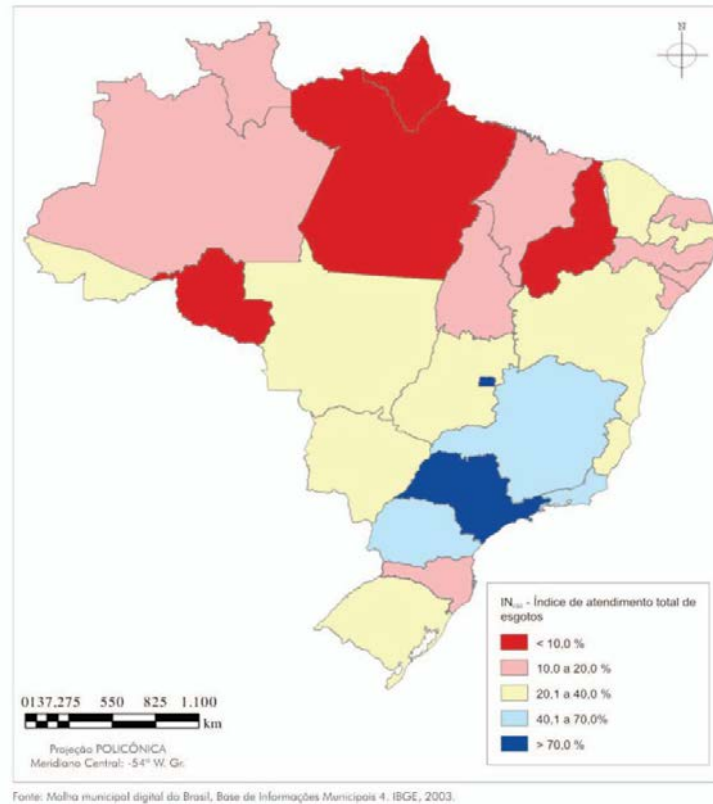 N
IN₀₅₆ - Índice de atendimento total de
esgotos
< 10,0 %
10.0 a 20,0 %
20,1 a 40,0 %
40,1 a 70,0%
> 70,0 %
0137.275 550 825 1.100
km
Projeção POLICÔNICA
Meridiano Central: -54° W. Gr.
Fonte: Malha municipal digital do Brasil, Base de Informações Municipais 4. IBGE, 2003.